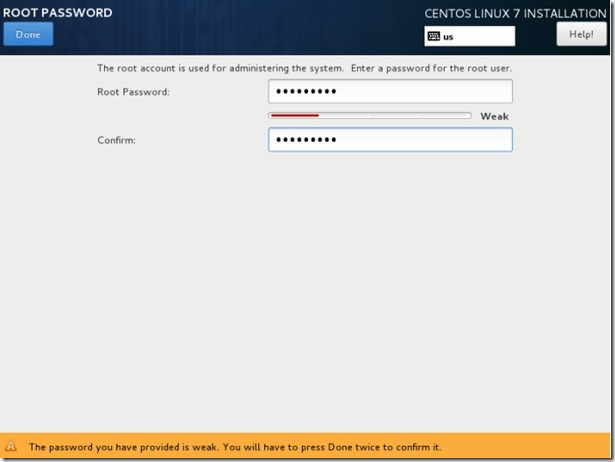 ROOT PASSWORD
CENTOS LINUX 7 INSTALLATION
Done
us
Help!
The root account is used for administering the system. Enter a password for the root user.
Root Password: •••••••••
Weak
Confirm: •••••••••
The password you have provided is weak. You will have to press Done twice to confirm it.